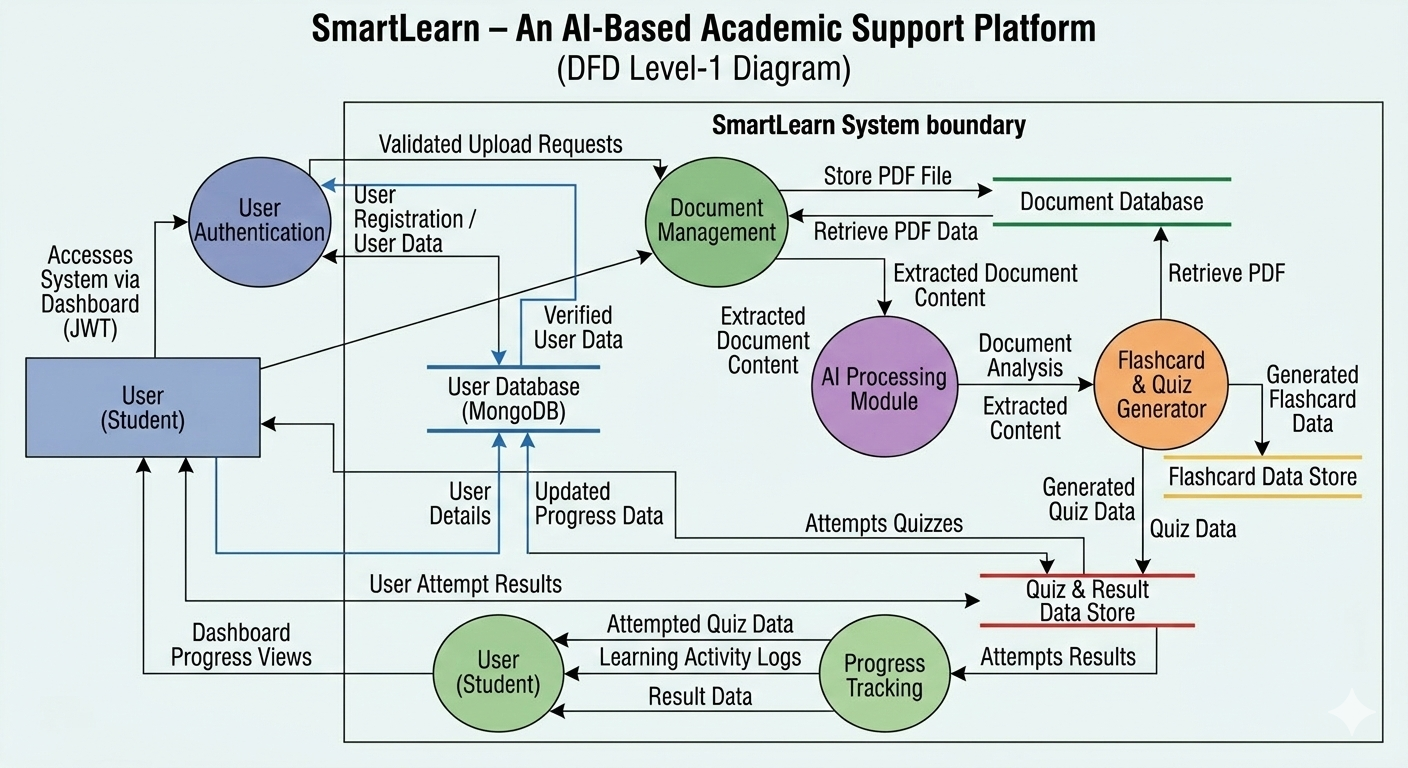 SmartLearn – An AI-Based Academic Support Platform
(DFD Level-1 Diagram)
SmartLearn System boundary
Validated Upload Requests
User
Authentication
User
Registration /
User Data
Document
Management
Store PDF File
Document Database
Retrieve PDF Data
Accesses
System via
Dashboard
(JWT)
Extracted Document
Content
Retrieve PDF
Verified
User Data
Extracted
Document
Content
AI Processing
Module
Document
Analysis
Extracted
Content
Flashcard
& Quiz
Generator
Generated
Flashcard
Data
User
(Student)
User Database
(MongoDB)
Flashcard Data Store
User
Details
Updated
Progress Data
Generated
Quiz Data
Quiz Data
Attempts Quizzes
User Attempt Results
Quiz & Result
Data Store
Dashboard
Progress Views
User
(Student)
Attempted Quiz Data
Learning Activity Logs
Result Data
Progress
Tracking
Attempts Results